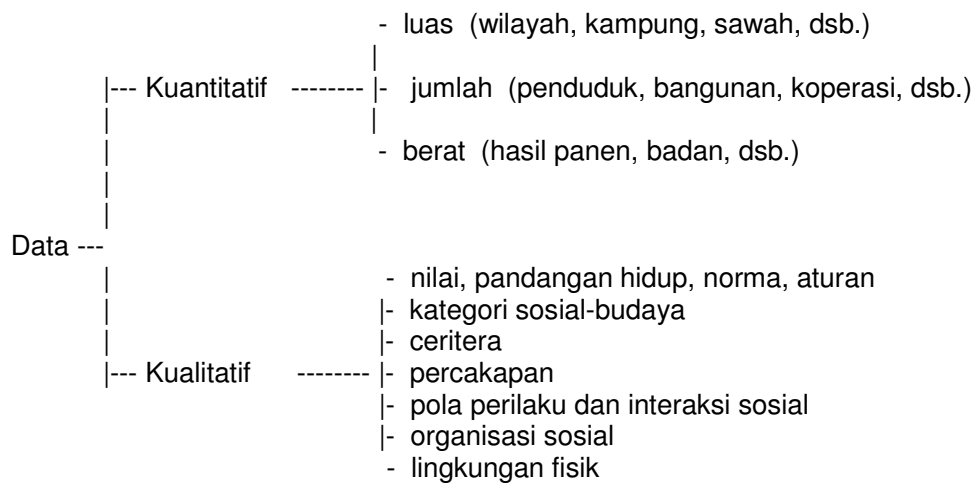 - luas (wilayah, kampung, sawah, dsb.)
|--- Kuantitatif -------- |- jumlah (penduduk, bangunan, koperasi, dsb.)
- berat (hasil panen, badan, dsb.)
Data ---
- nilai, pandangan hidup, norma, aturan
|- kategori sosial-budaya
|- ceritera
|--- Kualitatif -------- |- percakapan
|- pola perilaku dan interaksi sosial
|- organisasi sosial
- lingkungan fisik